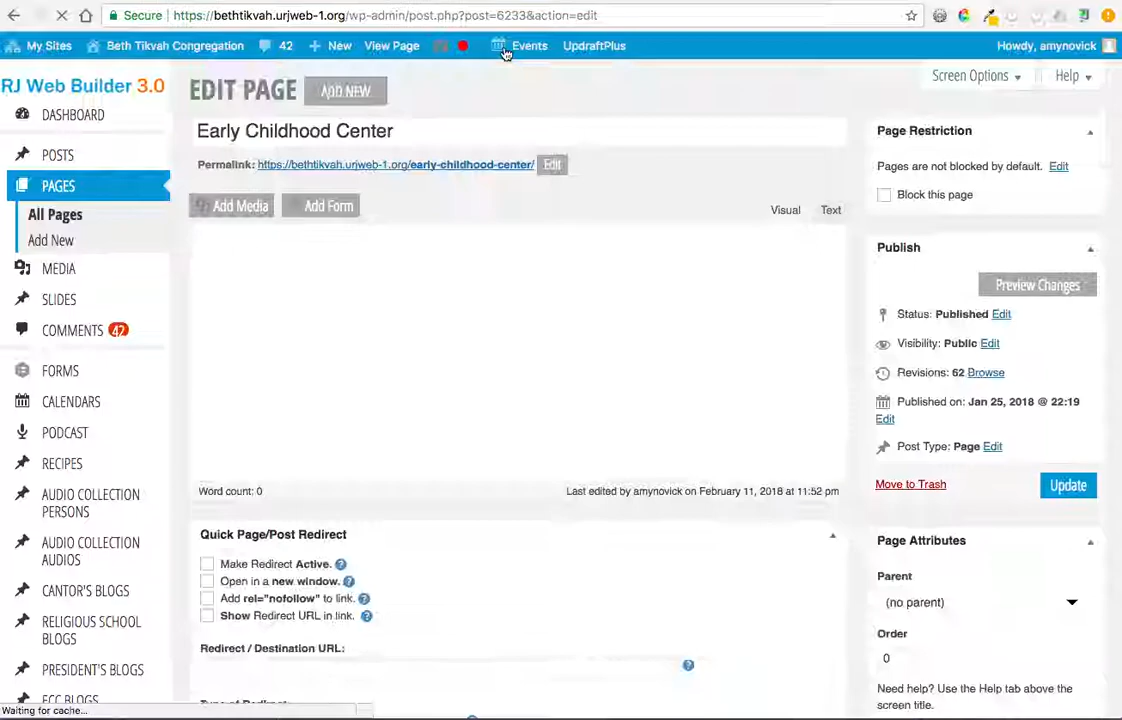 https://bethtikvah.urjweb-1.org/wp-admin/post.php?post=6233&action=edit
Secure
My Sites
Beth Tikvah Congregation
42
New
View Page
Events
UpdraftPlus
Howdy, amynovick
RJ Web Builder 3.0
EDIT PAGE
ADD NEW
Screen Options
Help
DASHBOARD
POSTS
PAGES
All Pages
Add New
MEDIA
SLIDES
COMMENTS 42
FORMS
CALENDARS
PODCAST
RECIPES
AUDIO COLLECTION
PERSONS
AUDIO COLLECTION
AUDIOS
CANTOR'S BLOGS
RELIGIOUS SCHOOL
BLOGS
PRESIDENT'S BLOGS
ECC BLOGS
Waiting for cache...
Early Childhood Center
Permalink: https://bethtikvah.urjweb-1.org/early-childhood-center/ Edit
Add Media
Add Form
Visual
Text
Word count: 0
Last edited by amynovick on February 11, 2018 at 11:52 pm
Quick Page/Post Redirect
Make Redirect Active.
Open in a new window.
Add rel="nofollow" to link.
Show Redirect URL in link.
Redirect / Destination URL:
Type of Redirect:
Page Restriction
Pages are not blocked by default. Edit
Block this page
Publish
Preview Changes
Status: Published Edit
Visibility: Public Edit
Revisions: 62 Browse
Published on: Jan 25, 2018 @ 22:19
Edit
Post Type: Page Edit
Move to Trash
Update
Page Attributes
Parent
(no parent)
Order
0
Need help? Use the Help tab above the
screen title.